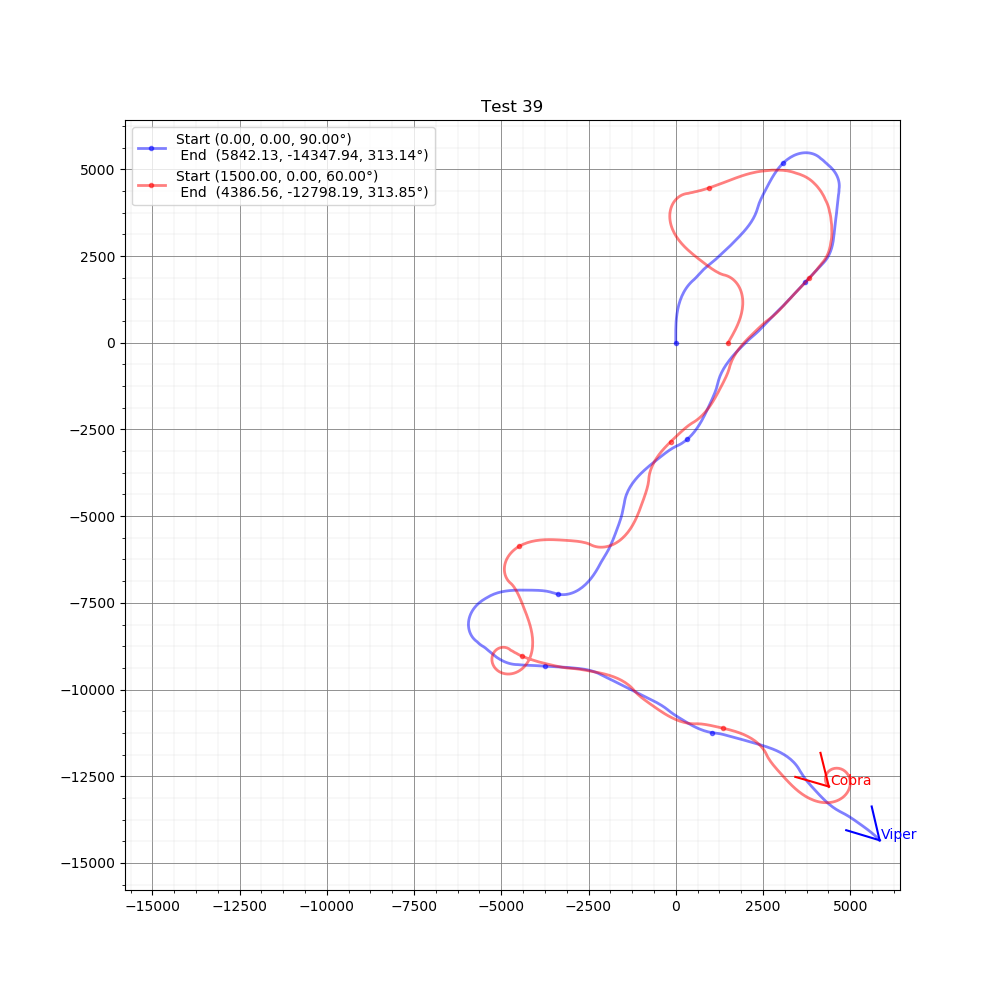 Test 39
Start (0.00, 0.00, 90.00°)
End  (5842.13, -14347.94, 313.14°)
Start (1500.00, 0.00, 60.00°)
End  (4386.56, -12798.19, 313.85°)
5000
2500
0
−2500
−5000
−7500
−10000
−12500
−15000
Cobra
Viper
−15000 −12500 −10000 −7500 −5000 −2500 0 2500 5000